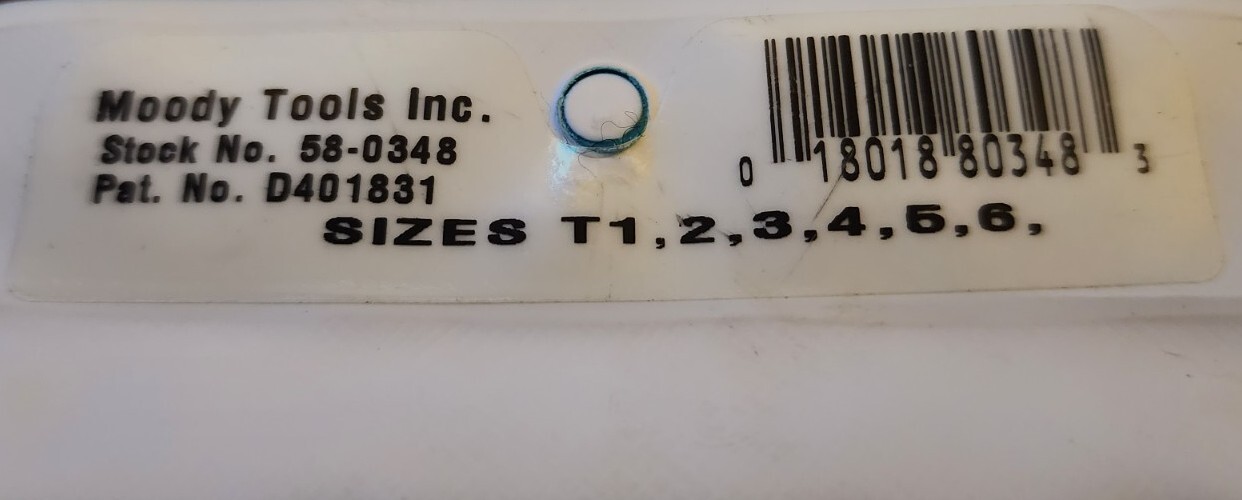 Moody Tools Inc.
Stock No. 58-0348
Pat. No. D401831
0 18018 80348 3
SIZES T1,2,3,4,5,6,